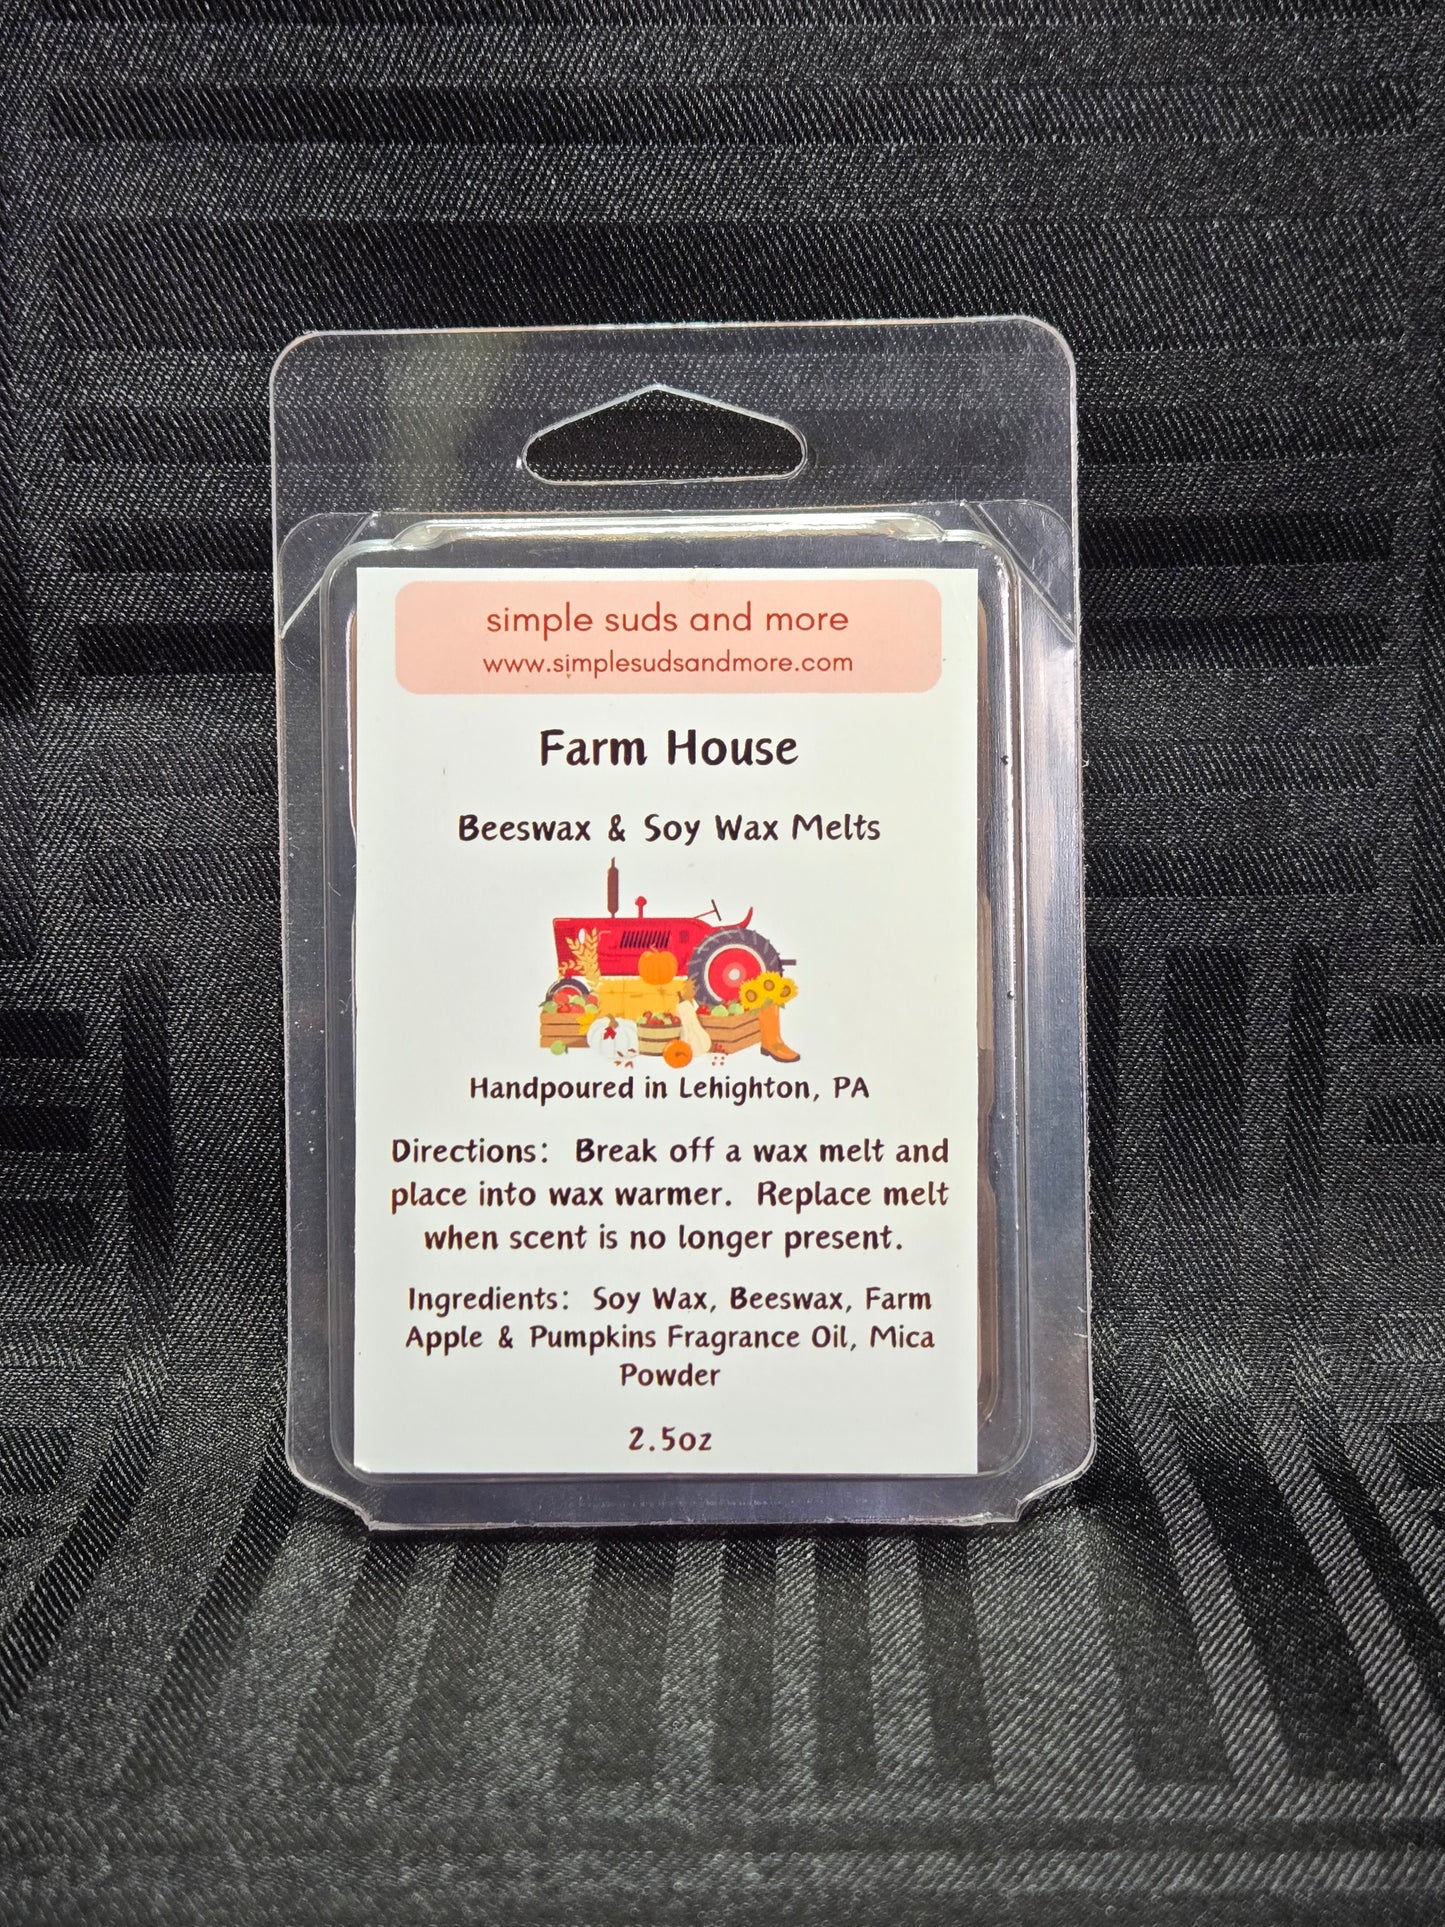 simple suds and more
www.simplesudsandmore.com
Farm House
Beeswax & Soy Wax Melts
Handpoured in Lehighton, PA
Directions: Break off a wax melt and
place into wax warmer. Replace melt
when scent is no longer present.
Ingredients: Soy Wax, Beeswax, Farm
Apple & Pumpkins Fragrance Oil, Mica
Powder
2.5oz